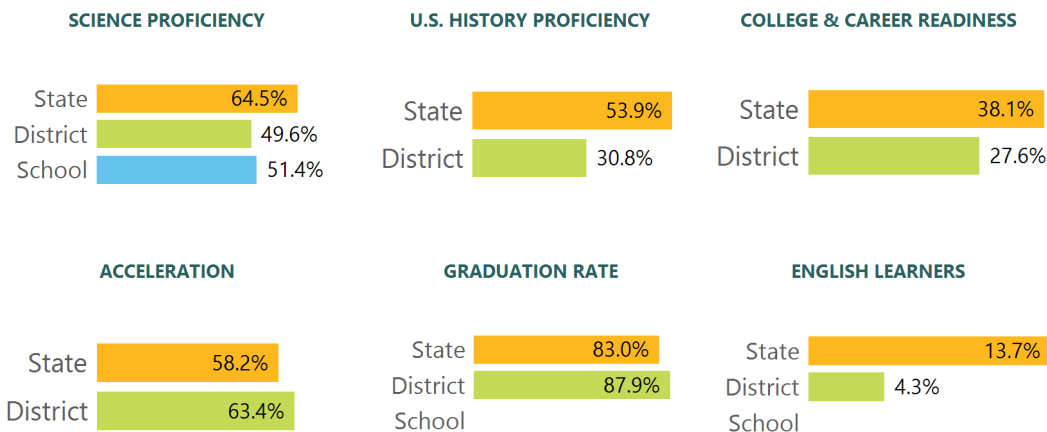 SCIENCE PROFICIENCY
State 64.5%
District 49.6%
School 51.4%
U.S. HISTORY PROFICIENCY
State 53.9%
District 30.8%
COLLEGE & CAREER READINESS
State 38.1%
District 27.6%
ACCELERATION
State 58.2%
District 63.4%
GRADUATION RATE
State 83.0%
District 87.9%
School
ENGLISH LEARNERS
State 13.7%
District 4.3%
School